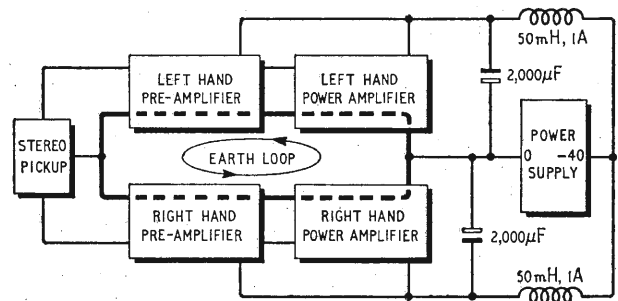 50mH, 1A
LEFT HAND
PRE-AMPLIFIER
LEFT HAND
POWER AMPLIFIER
2,000µF
STEREO
PICKUP
EARTH LOOP
0 -40
POWER
SUPPLY
RIGHT HAND
PRE-AMPLIFIER
RIGHT HAND
POWER AMPLIFIER
2,000µF
50mH, 1A